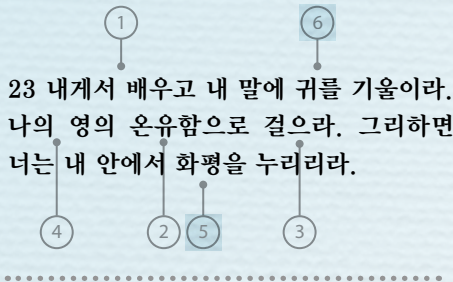 1 6
23 내게서 배우고 내 말에 귀를 기울이라.
나의 영의 온유함으로 걸으라. 그리하면
너는 내 안에서 화평을 누리리라.
4 2 5 3